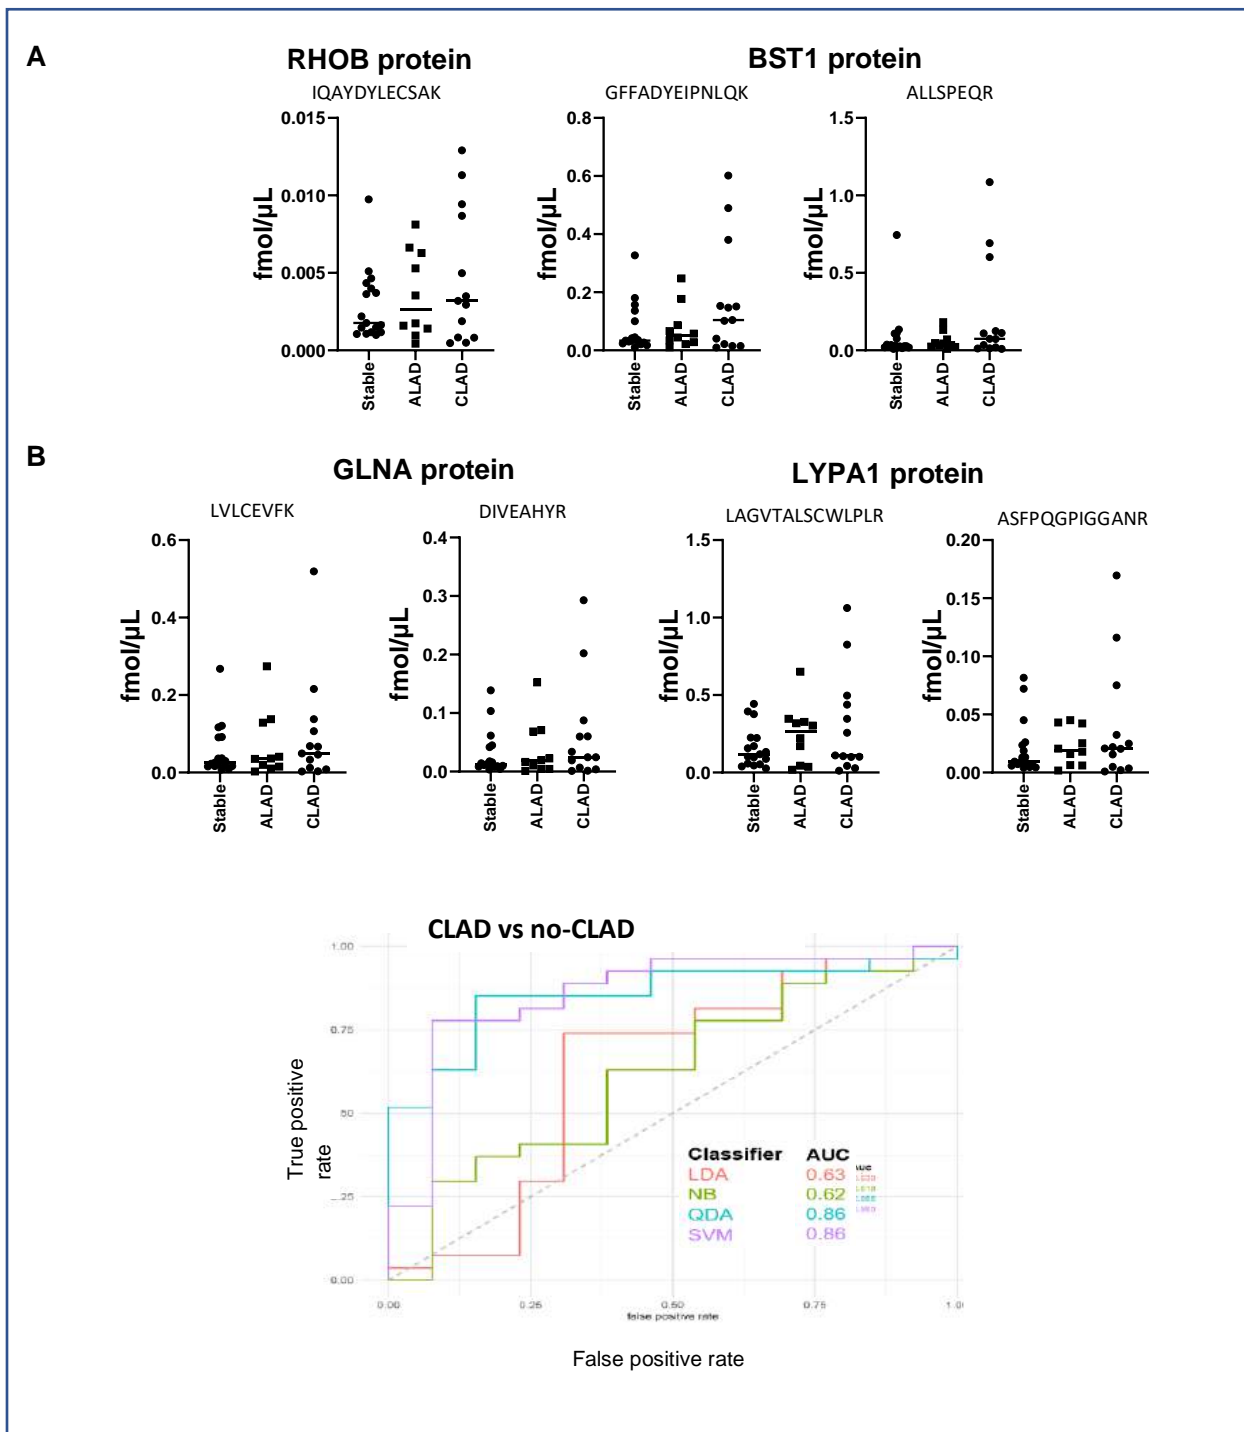 A
RHOB protein
BST1 protein
IQAYDYLECSAK
GFFADYEIPNLQK
ALLSPEQR
fmol/µL
0.015
0.010
0.005
0.000
Stable
ALAD
CLAD
fmol/µL
0.8
0.6
0.4
0.2
0.0
Stable
ALAD
CLAD
fmol/µL
1.5
1.0
0.5
0.0
Stable
ALAD
CLAD
B
GLNA protein
LYPA1 protein
LVLCEVFK
DIVEAHYR
LAGVTALSCWLPLR
ASFPQGPIGGANR
fmol/µL
0.6
0.4
0.2
0.0
Stable
ALAD
CLAD
fmol/µL
0.4
0.3
0.2
0.1
0.0
Stable
ALAD
CLAD
fmol/µL
1.5
1.0
0.5
0.0
Stable
ALAD
CLAD
fmol/µL
0.20
0.15
0.10
0.05
0.00
Stable
ALAD
CLAD
CLAD vs no-CLAD
True positive
rate
1.00
0.75
50
.25
0.00
Classifier AUC
LDA 0.63
NB 0.62
QDA 0.86
SVM 0.86
0.00 0.25 0.50 0.75 1.0
false positive rate
False positive rate